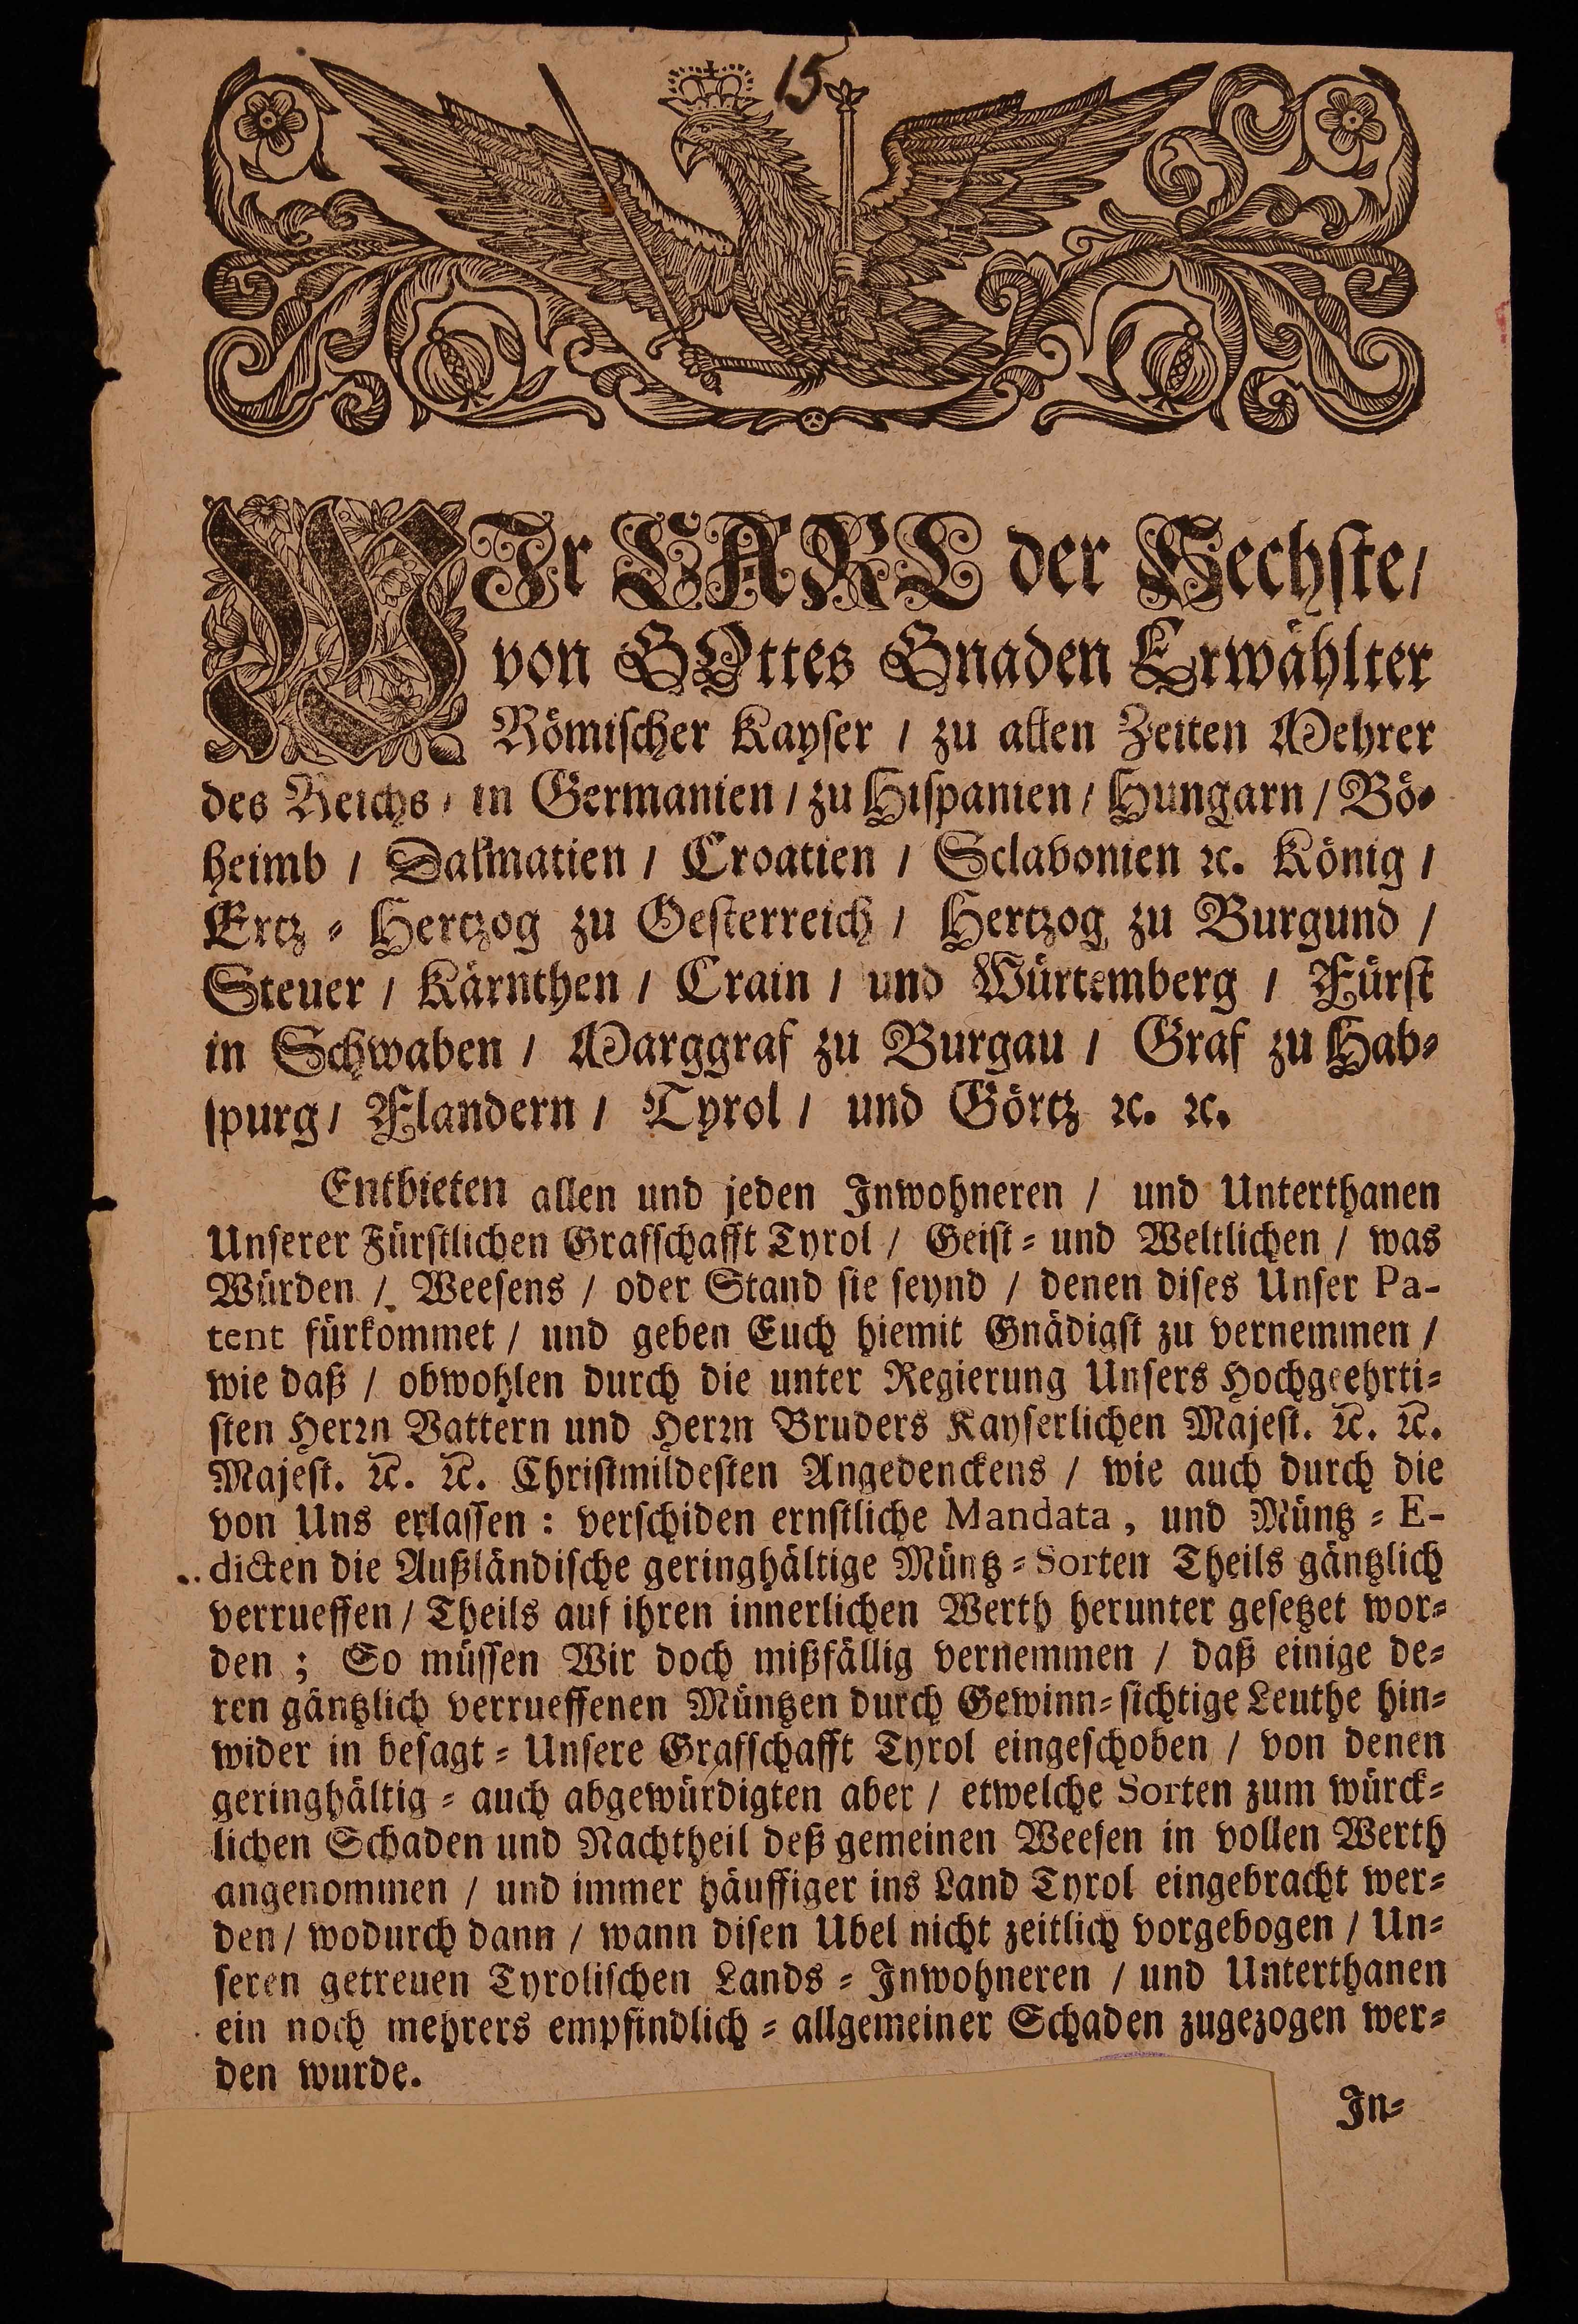 15
WIr CARL der Sechste/
von GOttes Gnaden Erwählter
Römischer Kayser / zu allen Zeiten Mehrer
des Reichs / in Germanien / zu Hispanien / Hungarn / Bö-
heimb / Dalmatien / Croatien / Sclavonien ꝛc. König /
Ertz-Hertzog zu Oesterreich / Hertzog zu Burgund /
Steyer / Kärnthen / Crain / und Würtemberg / Fürst
in Schwaben / Marggraf zu Burgau / Graf zu Hab-
spurg / Flandern / Tyrol / und Görtz ꝛc. ꝛc.
Entbieten allen und jeden Inwohneren / und Unterthanen
Unserer Fürstlichen Grafschafft Tyrol / Geist- und Weltlichen / was
Würden / Weesens / oder Stand sie seynd / denen dises Unser Pa-
tent fürkommet / und geben Euch hiemit Gnädigst zu vernemmen /
wie daß / obwohlen durch die unter Regierung Unsers Hochgeehrti-
sten Herꝛn Vattern und Herꝛn Bruders Kayserlichen Majest. ꝛc. ꝛc.
Majest. ꝛc. ꝛc. Christmildesten Angedenckens / wie auch durch die
von Uns erlassen: verschiden ernstliche Mandata, und Müntz-E-
dicten die Außländische geringhältige Müntz-Sorten Theils gäntzlich
verrueffen / Theils auf ihren innerlichen Werth herunter gesetzet wor-
den; So müssen Wir doch mißfällig vernemmen / daß einige de-
ren gäntzlich verrueffenen Müntzen durch Gewinn-sichtige Leuthe hin-
wider in besagt-Unsere Grafschafft Tyrol eingeschoben / von denen
geringhältig-auch abgewürdigten aber / etwelche Sorten zum würck-
lichen Schaden und Nachtheil deß gemeinen Weesen in vollen Werth
angenommen / und immer häuffiger ins Land Tyrol eingebracht wer-
den / wodurch dann / wann disen Ubel nicht zeitlich vorgebogen / Un-
seren getreuen Tyrolischen Lands-Inwohneren / und Unterthanen
ein noch mehrers empfindlich-allgemeiner Schaden zugezogen wer-
den wurde.
In-